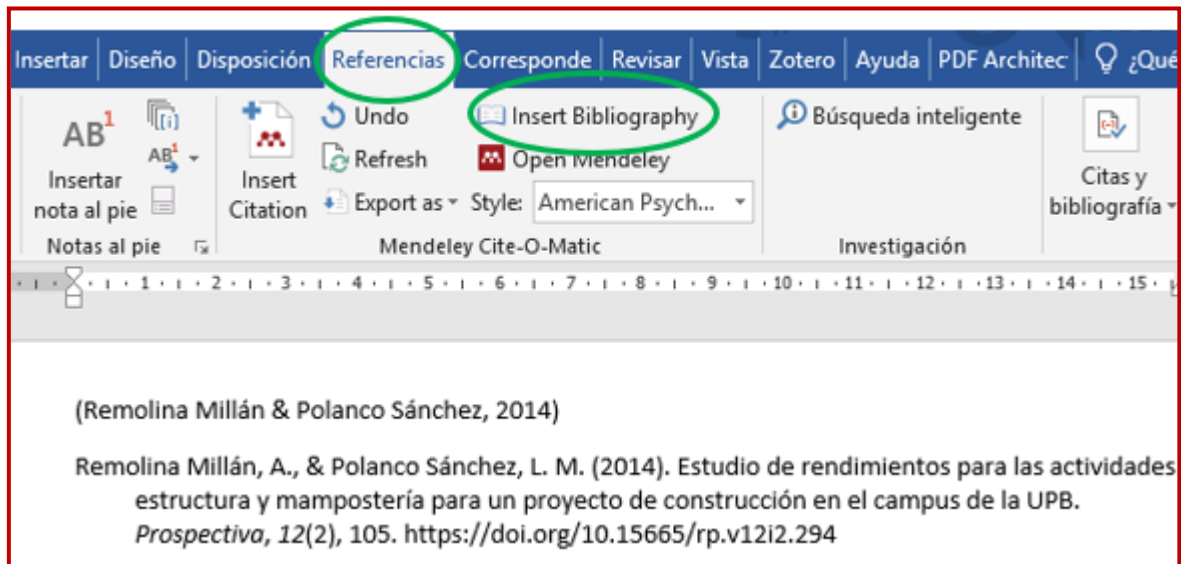 Insertar Diseño Disposición Referencias Corresponde Revisar Vista Zotero Ayuda PDF Architec ¿Qué
AB1 [i] Undo Insert Bibliography Búsqueda inteligente
AB1 Refresh Open Mendeley
Insertar nota al pie
Insert Citation
Export as Style: American Psych...
Citas y bibliografía
Notas al pie Mendeley Cite-O-Matic Investigación
1 2 3 4 5 6 7 8 9 10 11 12 13 14 15
(Remolina Millán & Polanco Sánchez, 2014)
Remolina Millán, A., & Polanco Sánchez, L. M. (2014). Estudio de rendimientos para las actividades
estructura y mampostería para un proyecto de construcción en el campus de la UPB.
Prospectiva, 12(2), 105. https://doi.org/10.15665/rp.v12i2.294